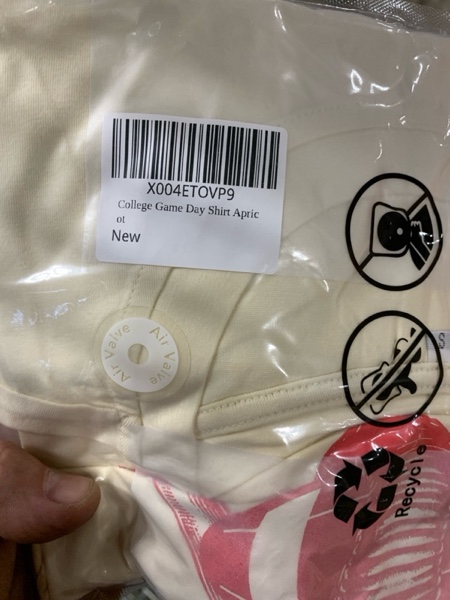 X004ETOVP9
College Game Day Shirt Apric
ot
New
Air Valve
Air Valve
S
Recycle